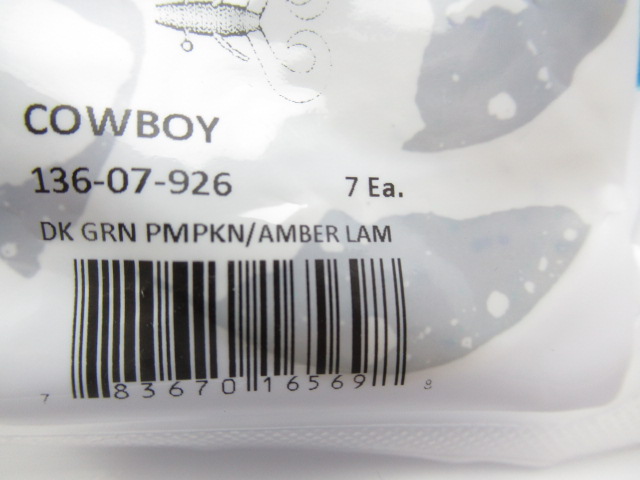 COWBOY
136-07-926 7 Ea.
DK GRN PMPKN/AMBER LAM
7 83670 16569 8